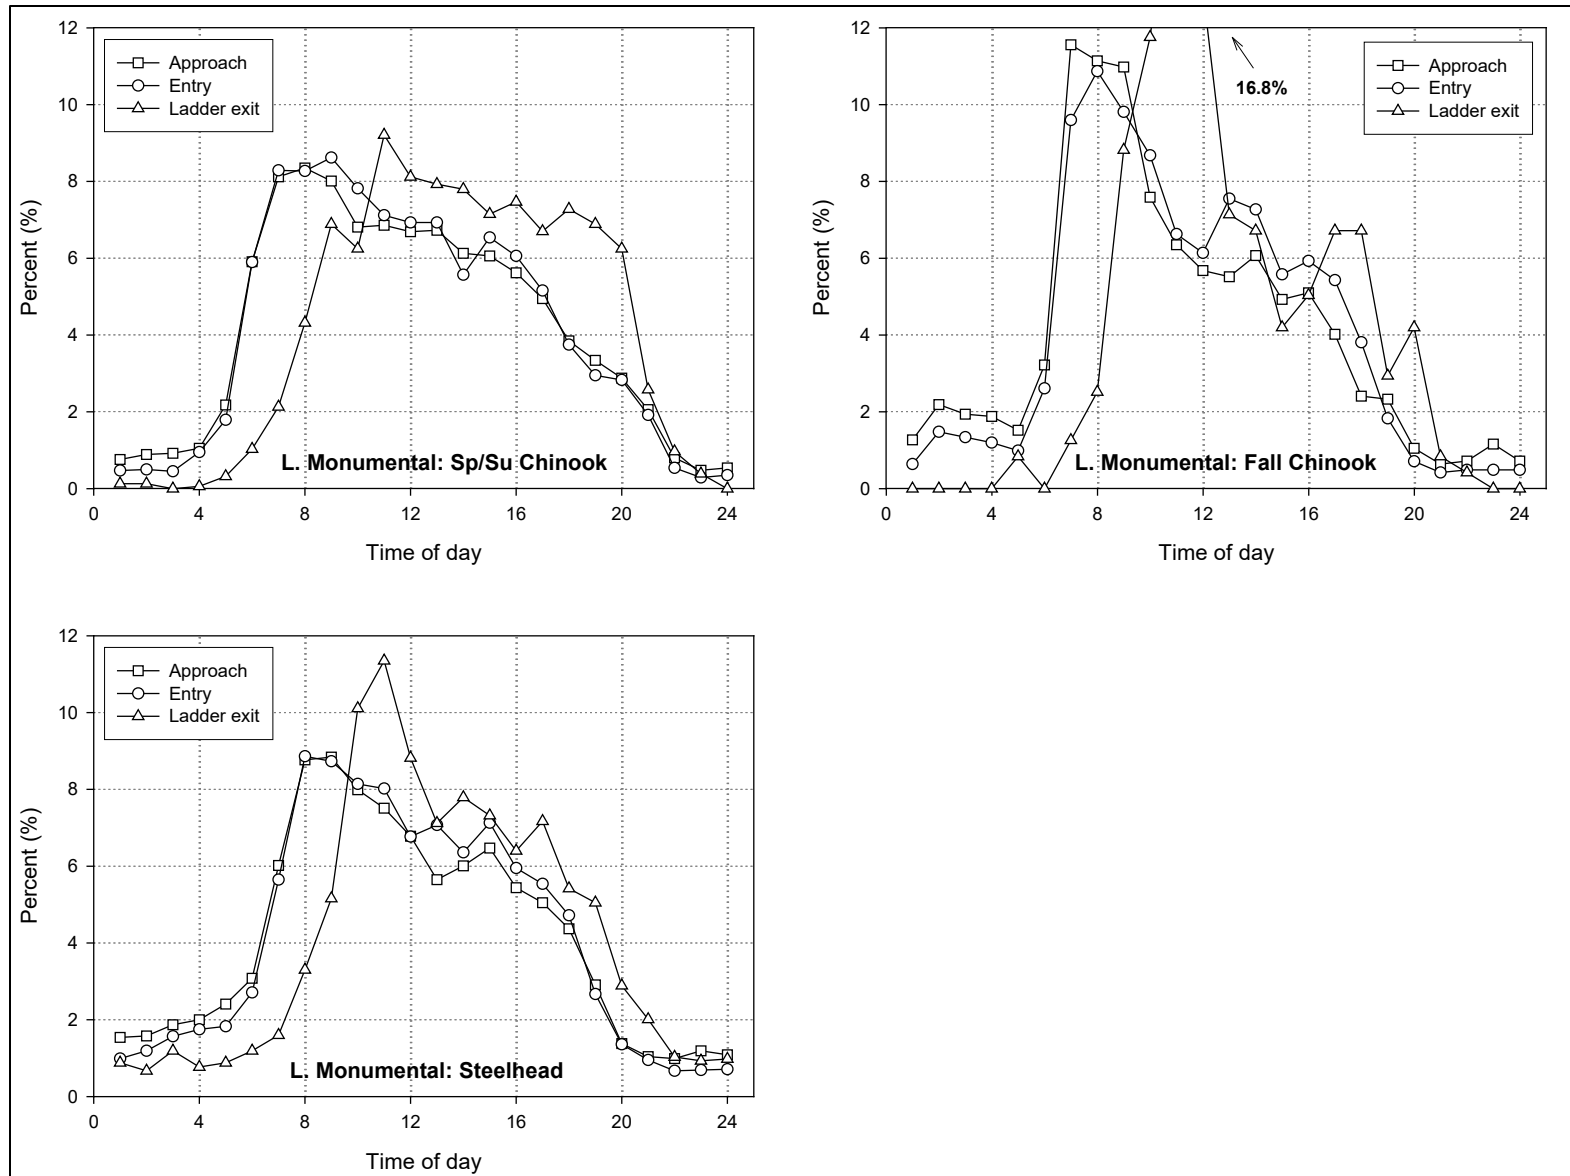 12
10
8
6
4
2
0
Percent (%)
Approach
Entry
Ladder exit
L. Monumental: Sp/Su Chinook
0 4 8 12 16 20 24
Time of day
12
10
8
6
4
2
0
Percent (%)
16.8%
Approach
Entry
Ladder exit
L. Monumental: Fall Chinook
0 4 8 12 16 20 24
Time of day
12
10
8
6
4
2
0
Percent (%)
Approach
Entry
Ladder exit
L. Monumental: Steelhead
0 4 8 12 16 20 24
Time of day